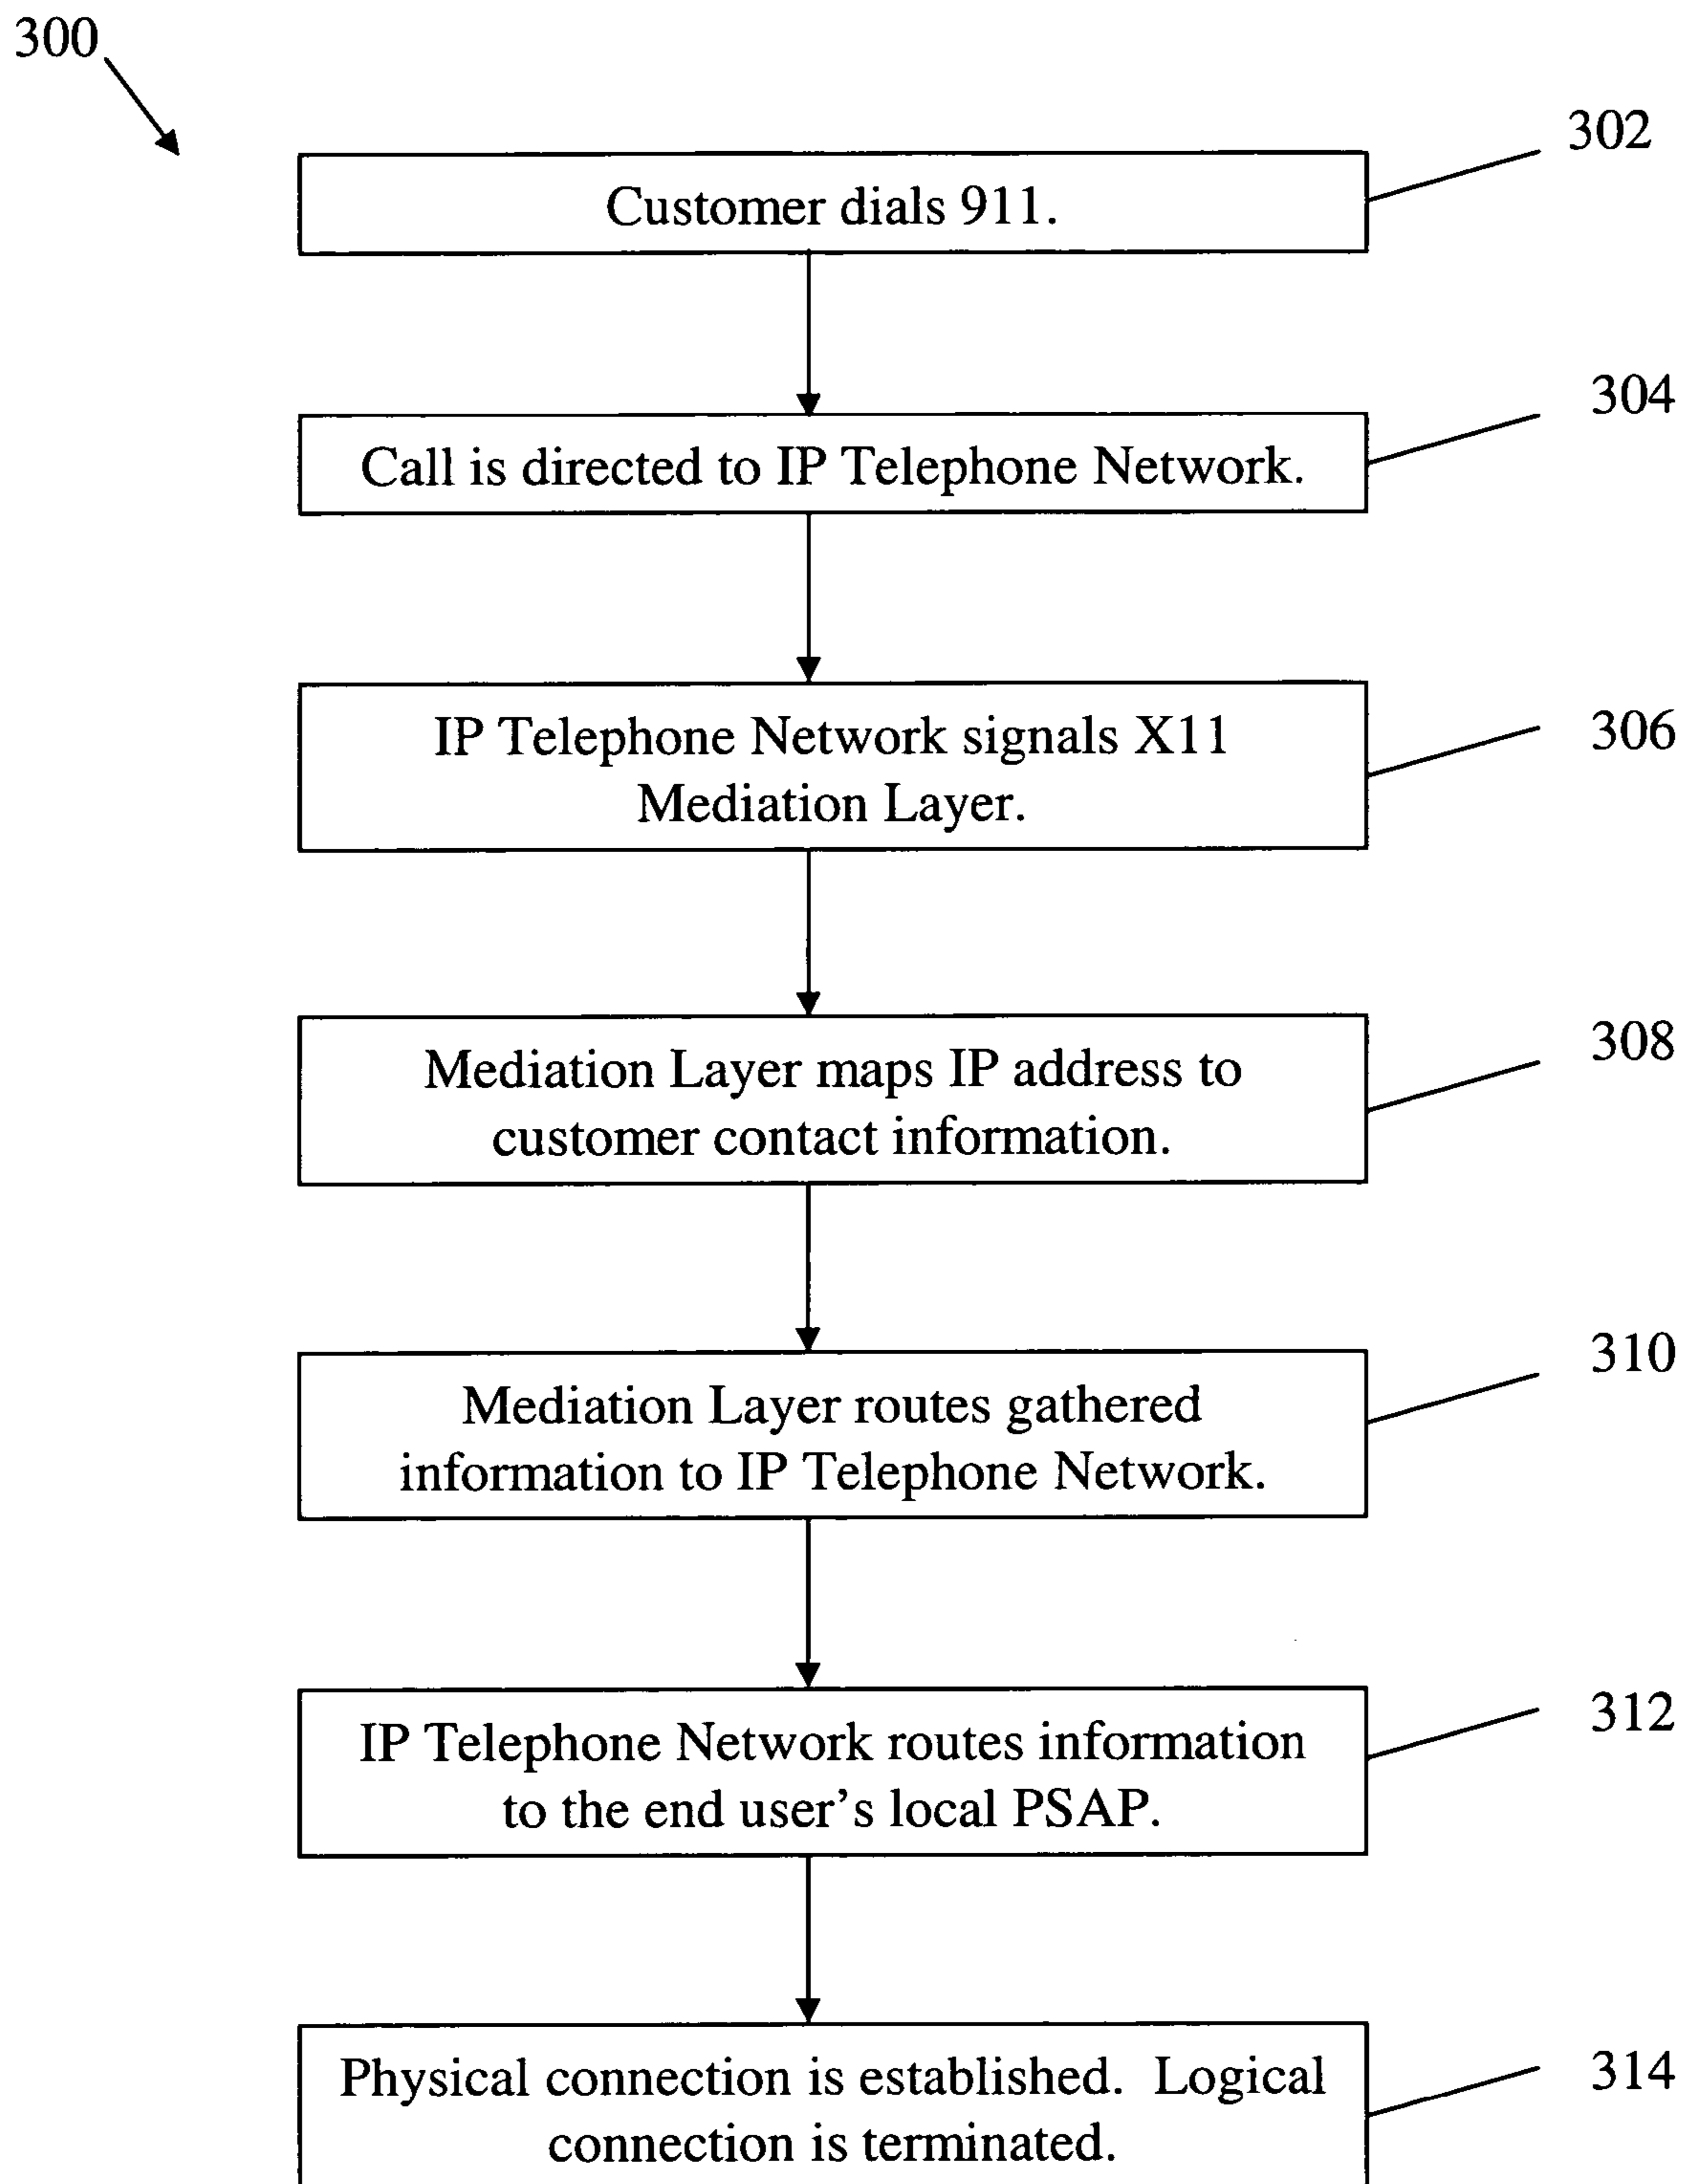 300
302
Customer dials 911.
304
Call is directed to IP Telephone Network.
306
IP Telephone Network signals X11
Mediation Layer.
308
Mediation Layer maps IP address to
customer contact information.
310
Mediation Layer routes gathered
information to IP Telephone Network.
312
IP Telephone Network routes information
to the end user's local PSAP.
314
Physical connection is established. Logical
connection is terminated.